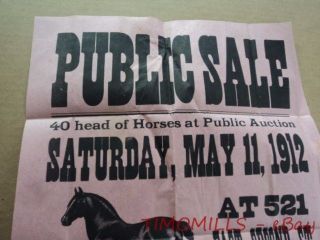 PUBLIC SALE
40 head of Horses at Public Auction
SATURDAY, MAY 11, 1912
AT 521
TIMOMILLS - eBay